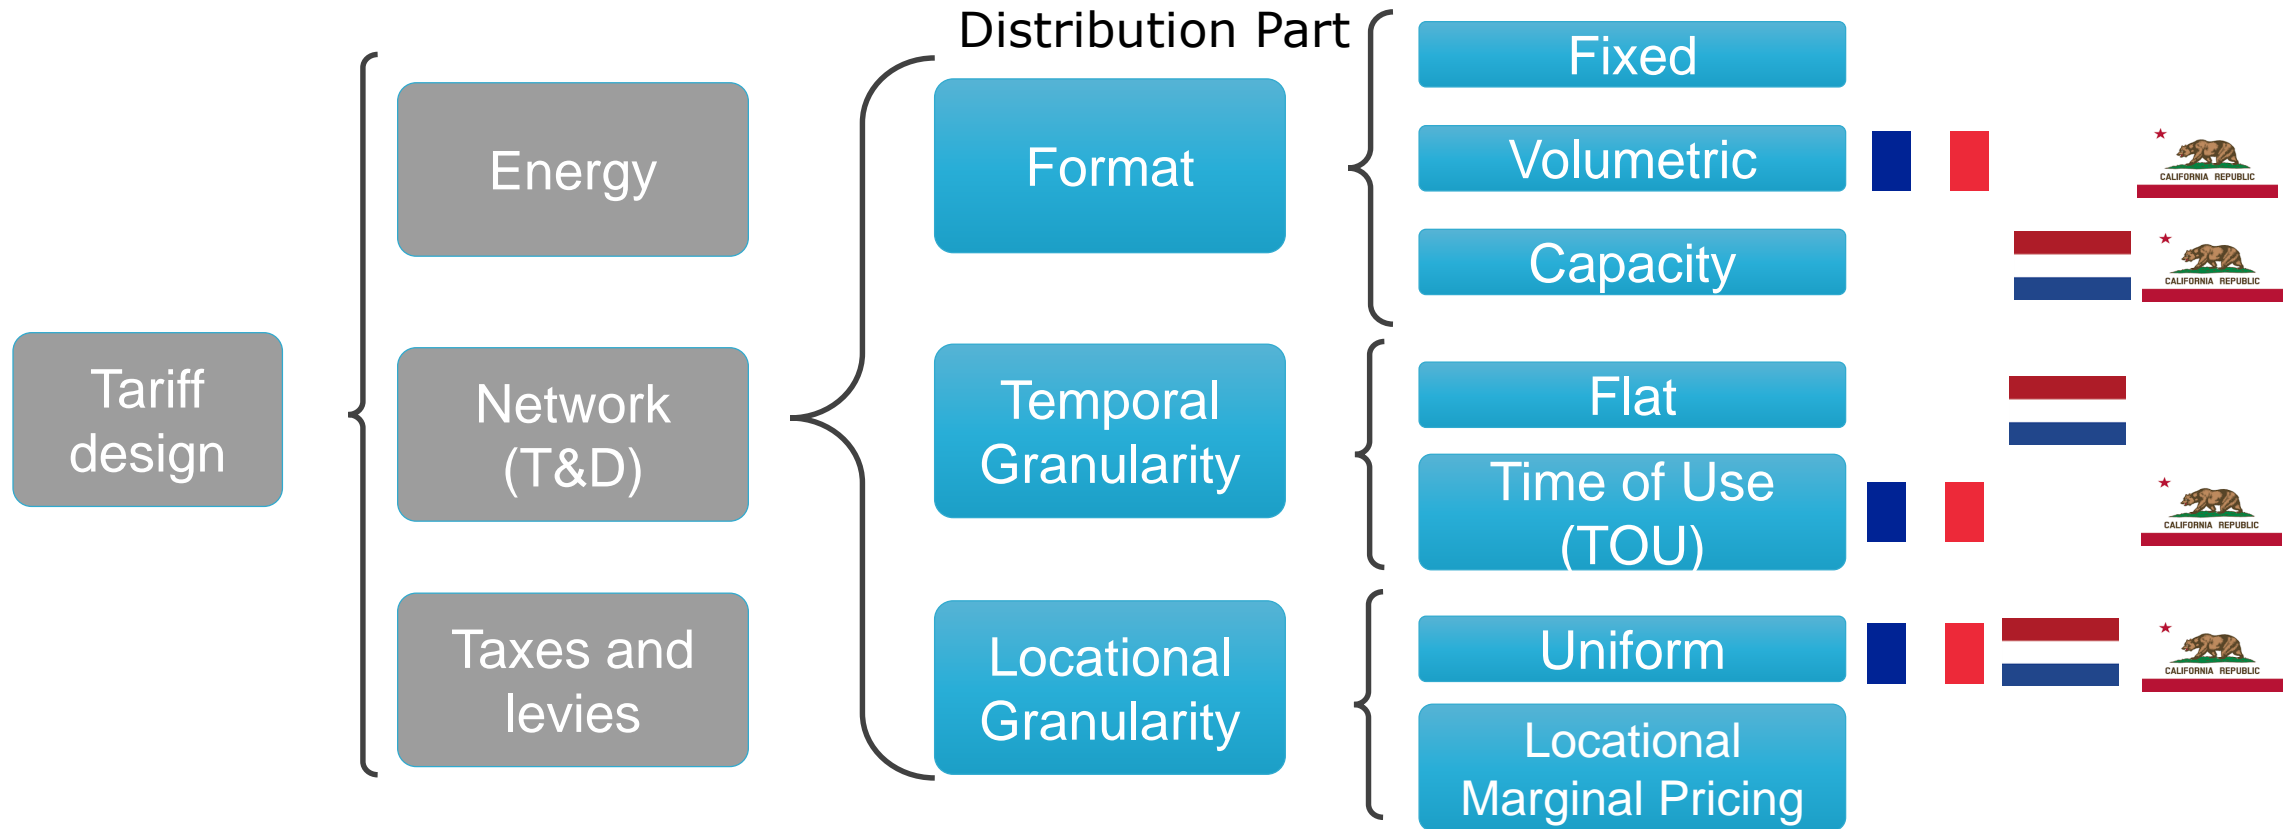 Distribution Part
Tariff
design
Energy
Network
(T&D)
Taxes and
levies
Format
Temporal
Granularity
Locational
Granularity
Fixed
Volumetric
CALIFORNIA REPUBLIC
Capacity
CALIFORNIA REPUBLIC
Flat
Time of Use
(TOU)
CALIFORNIA REPUBLIC
Uniform
CALIFORNIA REPUBLIC
Locational
Marginal Pricing